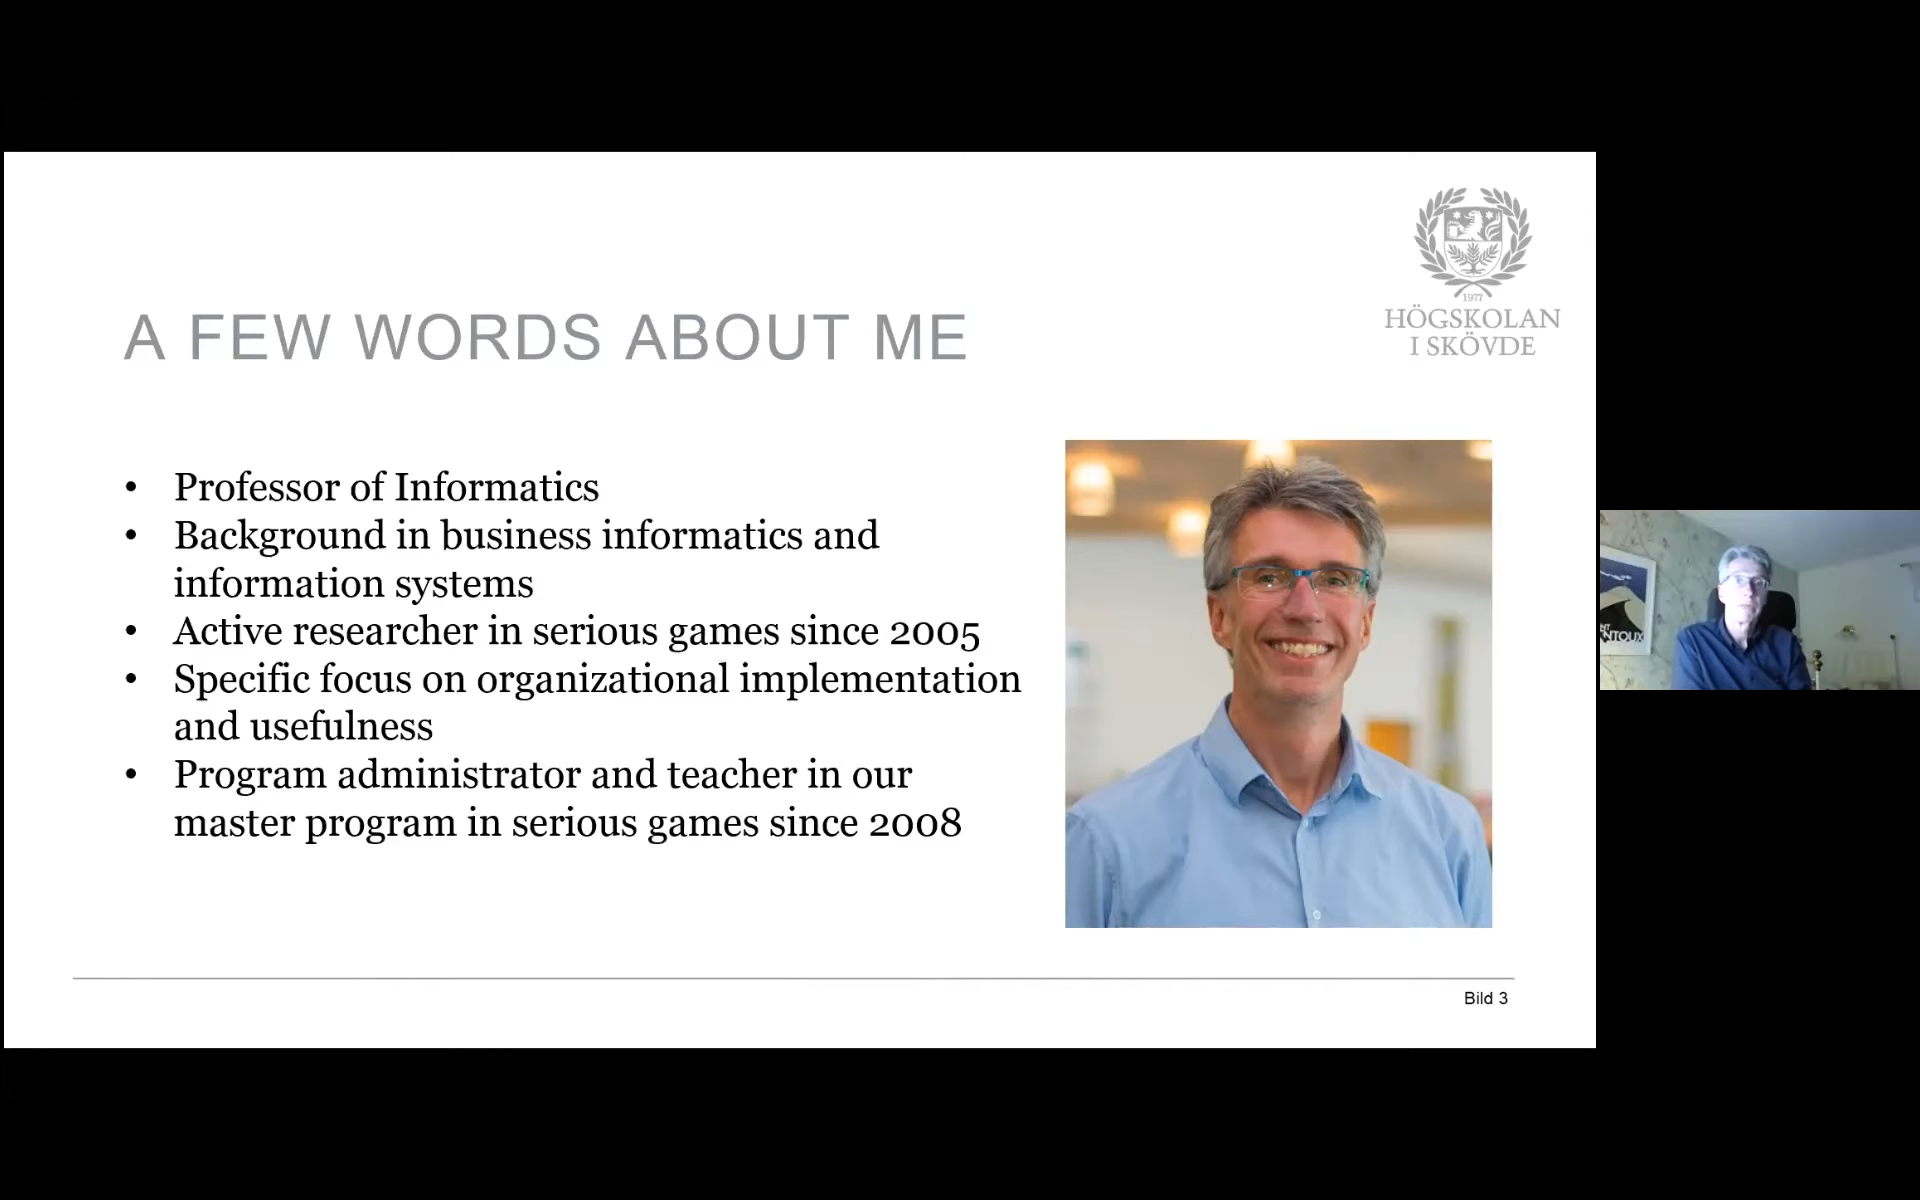 1977
HÖGSKOLAN
I SKÖVDE
A FEW WORDS ABOUT ME
• Professor of Informatics
• Background in business informatics and
information systems
• Active researcher in serious games since 2005
• Specific focus on organizational implementation
and usefulness
• Program administrator and teacher in our
master program in serious games since 2008
Bild 3